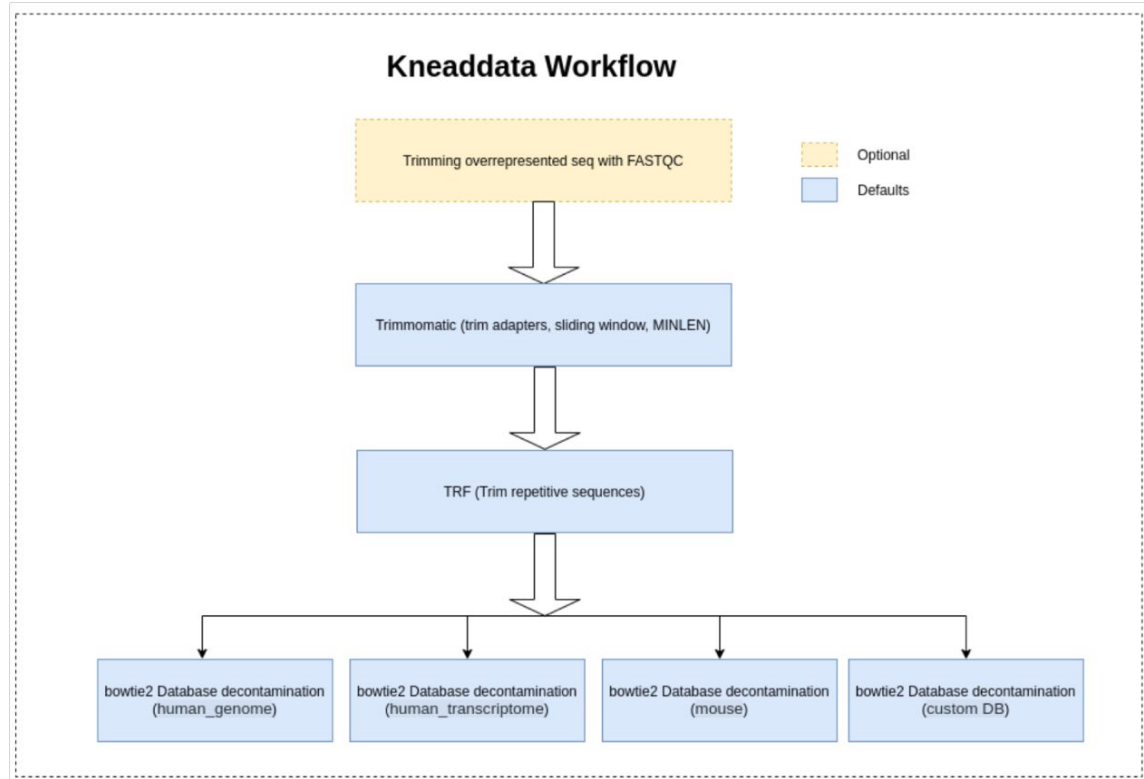 Kneaddata Workflow
Trimming overrepresented seq with FASTQC
Optional
Defaults
Trimmomatic (trim adapters, sliding window, MINLEN)
TRF (Trim repetitive sequences)
bowtie2 Database decontamination
(human_genome)
bowtie2 Database decontamination
(human_transcriptome)
bowtie2 Database decontamination
(mouse)
bowtie2 Database decontamination
(custom DB)